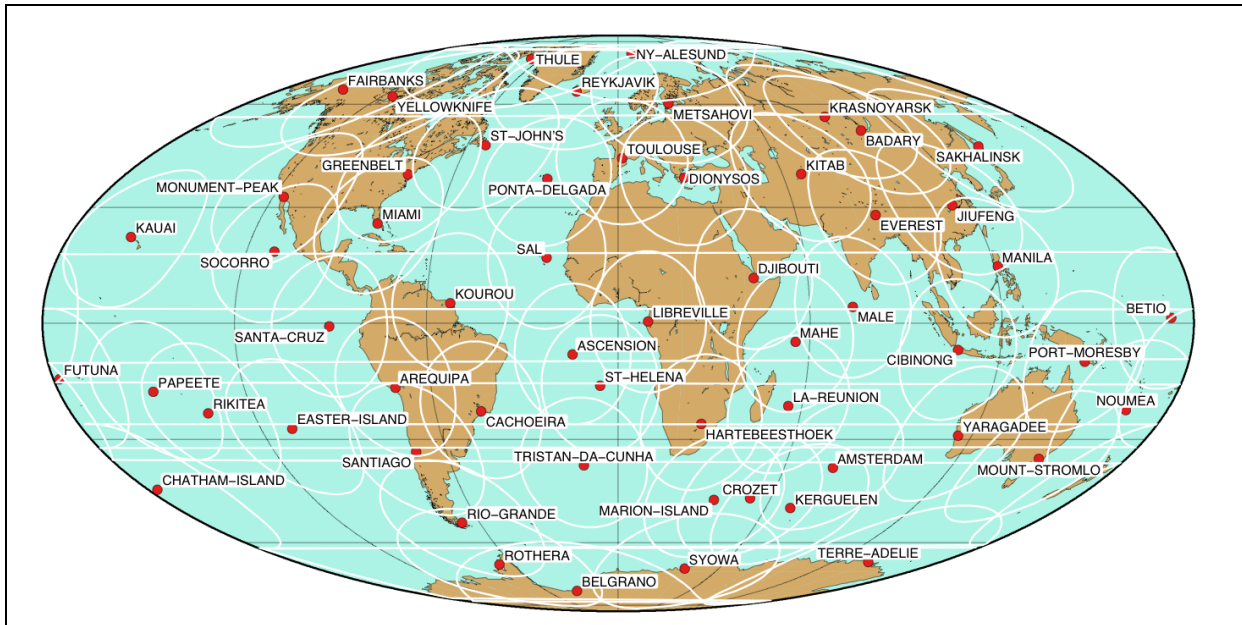 THULE
NY-ALESUND
FAIRBANKS
REYKJAVIK
YELLOWKNIFE
KRASNOYARSK
METSAHOVI
ST-JOHN'S
BADARY
TOULOUSE
SAKHALINSK
GREENBELT
KITAB
MONUMENT-PEAK
PONTA-DELGADA
DIONYSOS
MIAMI
JIUFENG
KAUAI
EVEREST
SAL
SOCORRO
MANILA
DJIBOUTI
KOUROU
BETIO
LIBREVILLE
MALE
SANTA-CRUZ
MAHE
ASCENSION
PORT-MORESBY
CIBINONG
FUTUNA
AREQUIPA
ST-HELENA
PAPEETE
LA-REUNION
NOUMEA
RIKITEA
EASTER-ISLAND
CACHOEIRA
YARAGADEE
HARTEBEESTHOEK
TRISTAN-DA-CUNHA
SANTIAGO
AMSTERDAM
MOUNT-STROMLO
CHATHAM-ISLAND
CROZET
KERGUELEN
MARION-ISLAND
RIO-GRANDE
TERRE-ADELIE
ROTHERA
SYOWA
BELGRANO